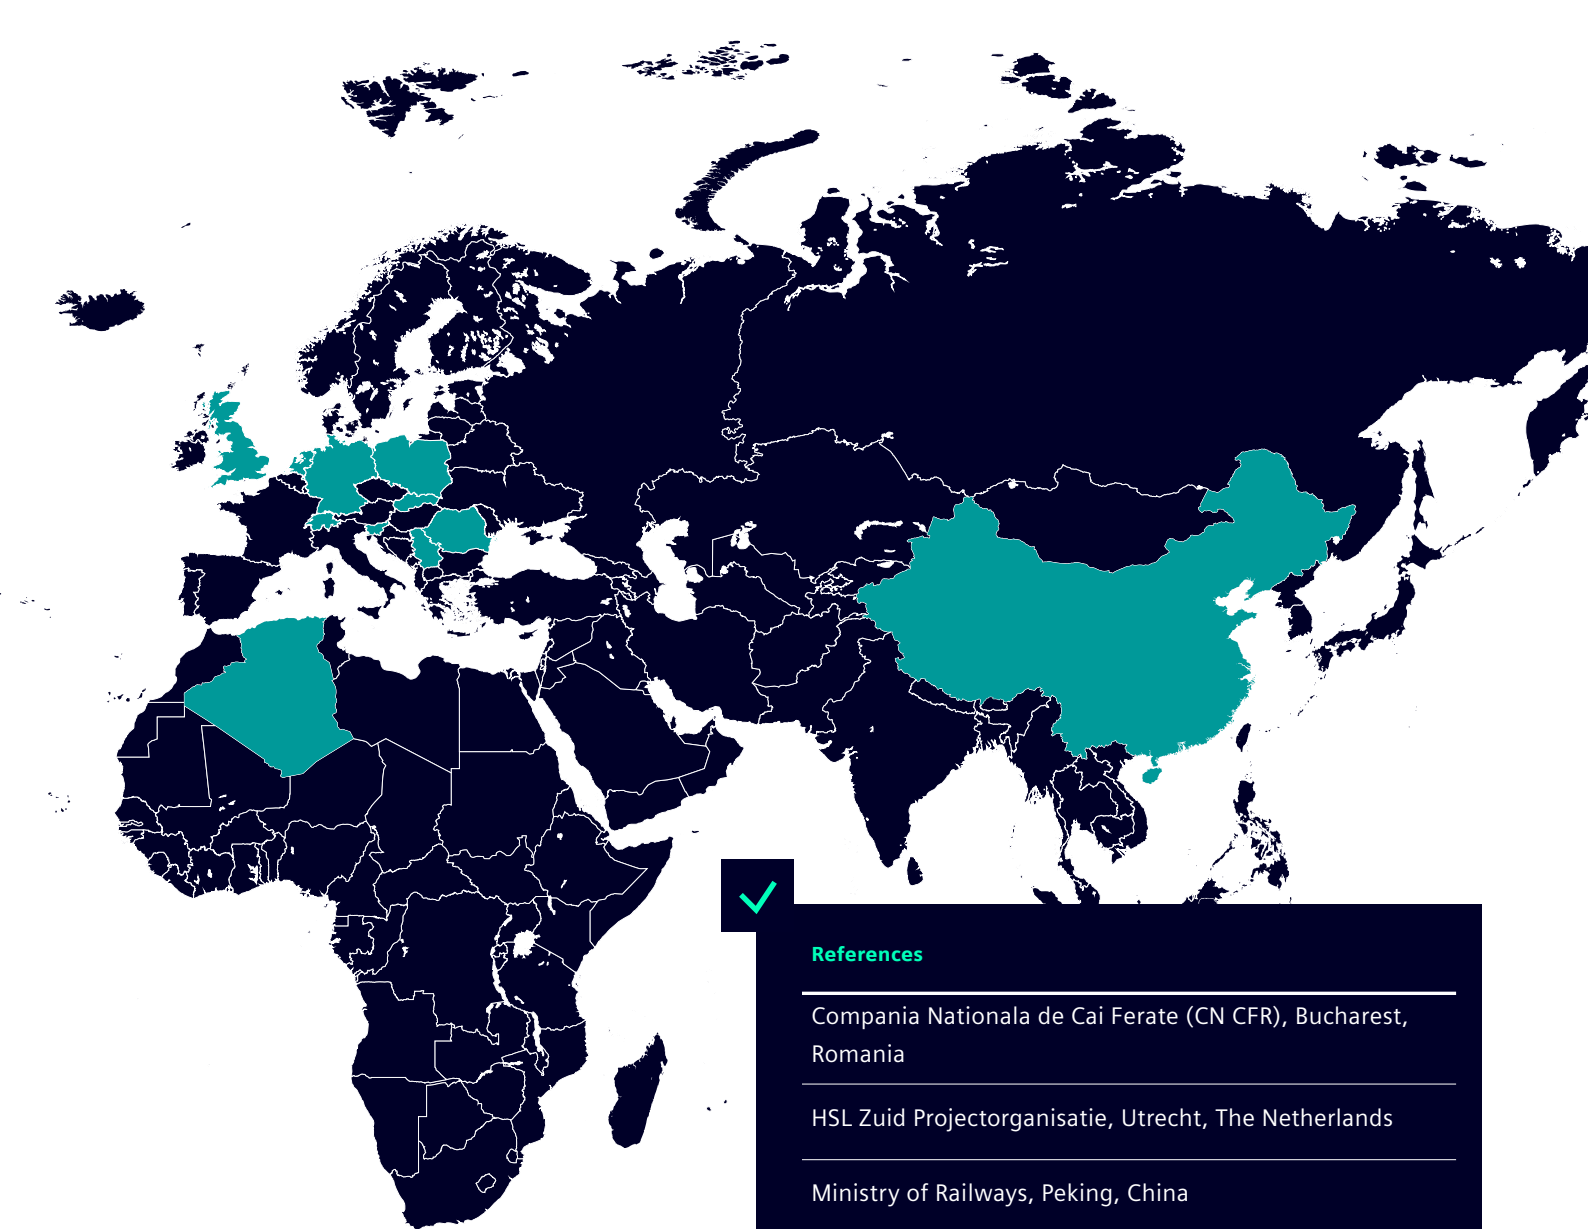 References
Compania Nationala de Cai Ferate (CN CFR), Bucharest,
Romania
HSL Zuid Projectorganisatie, Utrecht, The Netherlands
Ministry of Railways, Peking, China